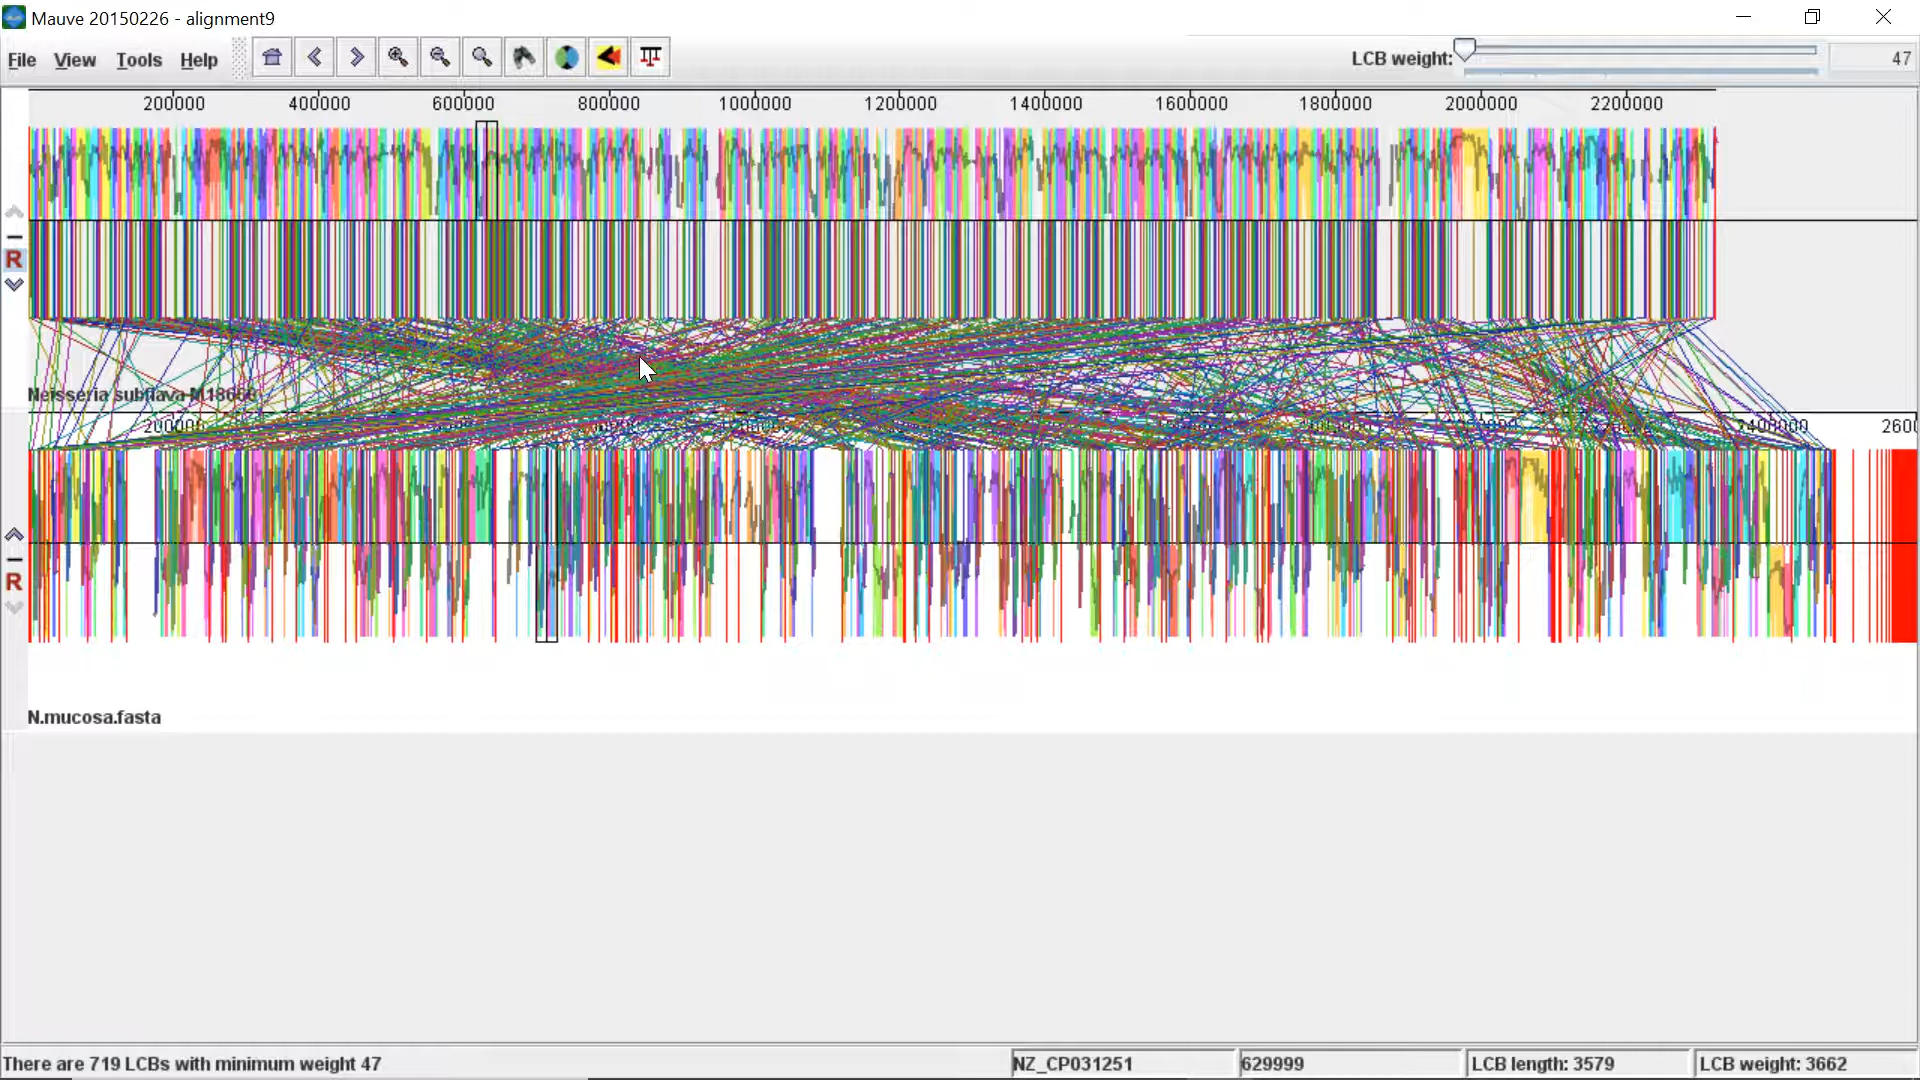 Mauve 20150226 - alignment9
File View Tools Help
LCB weight: 47
200000 400000 600000 800000 1000000 1200000 1400000 1600000 1800000 2000000 2200000
R
Neisseria subflava M18660
200000 2400000
R
N.mucosa.fasta
There are 719 LCBs with minimum weight 47 NZ_CP031251 629999 LCB length: 3579 LCB weight: 3662